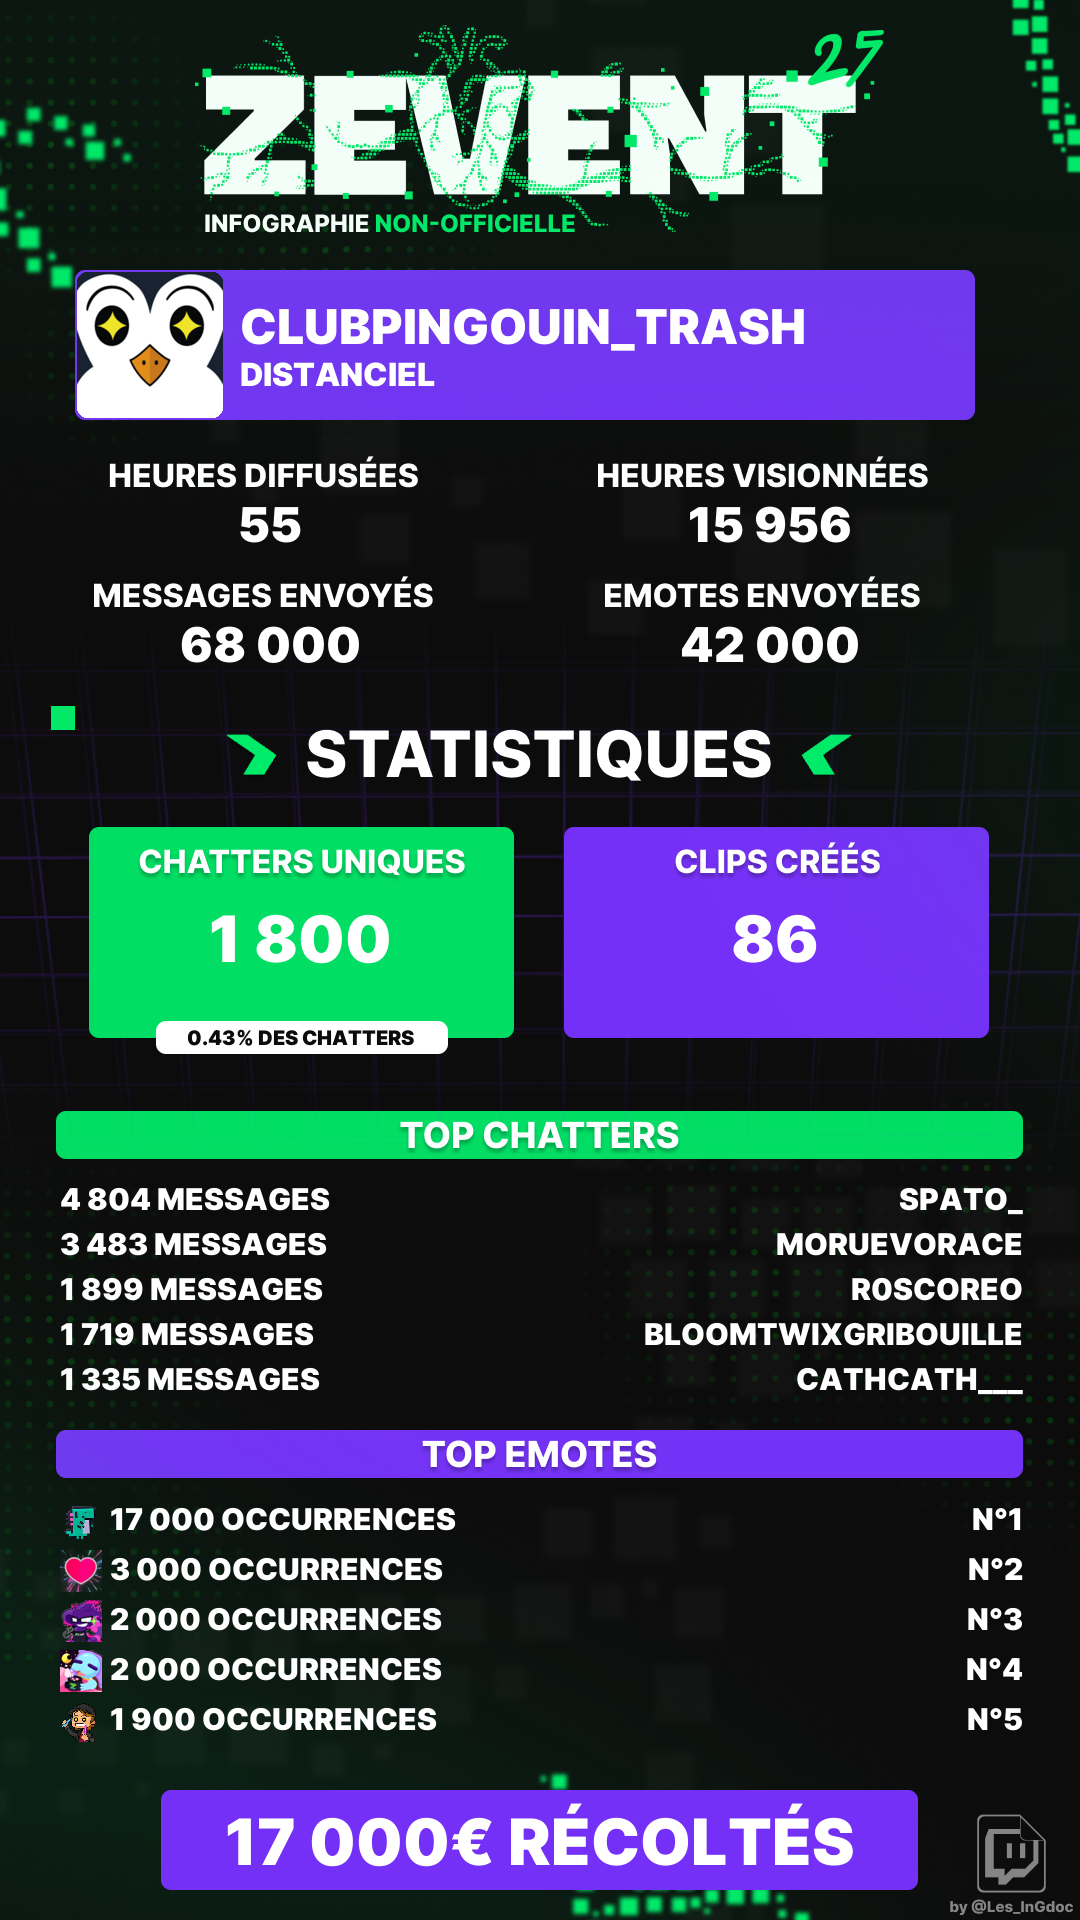 ZEVENT 25
INFOGRAPHIE NON-OFFICIELLE
CLUBPINGOUIN_TRASH
DISTANCIEL
HEURES DIFFUSÉES
55
HEURES VISIONNÉES
15 956
MESSAGES ENVOYÉS
68 000
EMOTES ENVOYÉES
42 000
STATISTIQUES
CHATTERS UNIQUES
1 800
0.43% DES CHATTERS
CLIPS CRÉÉS
86
TOP CHATTERS
4 804 MESSAGES SPATO_
3 483 MESSAGES MORUEVORACE
1 899 MESSAGES R0SCOREO
1 719 MESSAGES BLOOMTWIXGRIBOUILLE
1 335 MESSAGES CATHCATH___
TOP EMOTES
17 000 OCCURRENCES N°1
3 000 OCCURRENCES N°2
2 000 OCCURRENCES N°3
2 000 OCCURRENCES N°4
1 900 OCCURRENCES N°5
17 000€ RÉCOLTÉS
by @Les_InGdoc